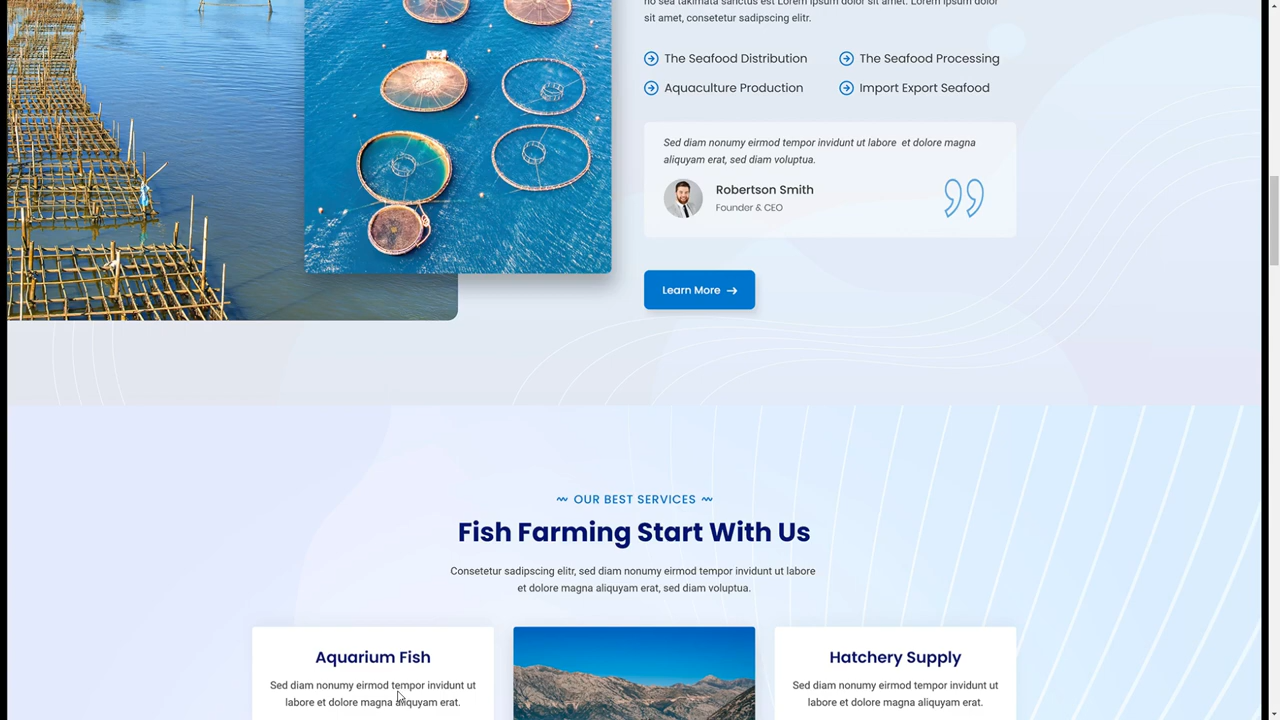 no sea takimata sanctus est Lorem ipsum dolor sit amet. Lorem ipsum dolor
sit amet, consetetur sadipscing elitr.
The Seafood Distribution
The Seafood Processing
Aquaculture Production
Import Export Seafood
Sed diam nonumy eirmod tempor invidunt ut labore et dolore magna
aliquyam erat, sed diam voluptua.
Robertson Smith
Founder & CEO
Learn More
OUR BEST SERVICES
Fish Farming Start With Us
Consetetur sadipscing elitr, sed diam nonumy eirmod tempor invidunt ut labore
et dolore magna aliquyam erat, sed diam voluptua.
Aquarium Fish
Sed diam nonumy eirmod tempor invidunt ut
labore et dolore magna aliquyam erat.
Hatchery Supply
Sed diam nonumy eirmod tempor invidunt ut
labore et dolore magna aliquyam erat.